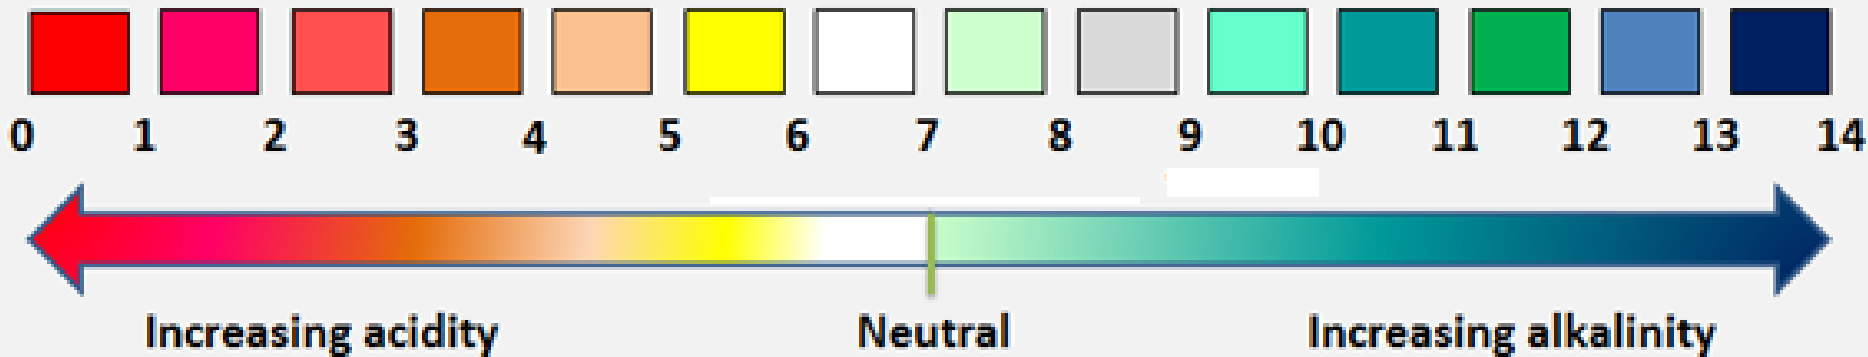 0 1 2 3 4 5 6 7 8 9 10 11 12 13 14
Increasing acidity Neutral Increasing alkalinity